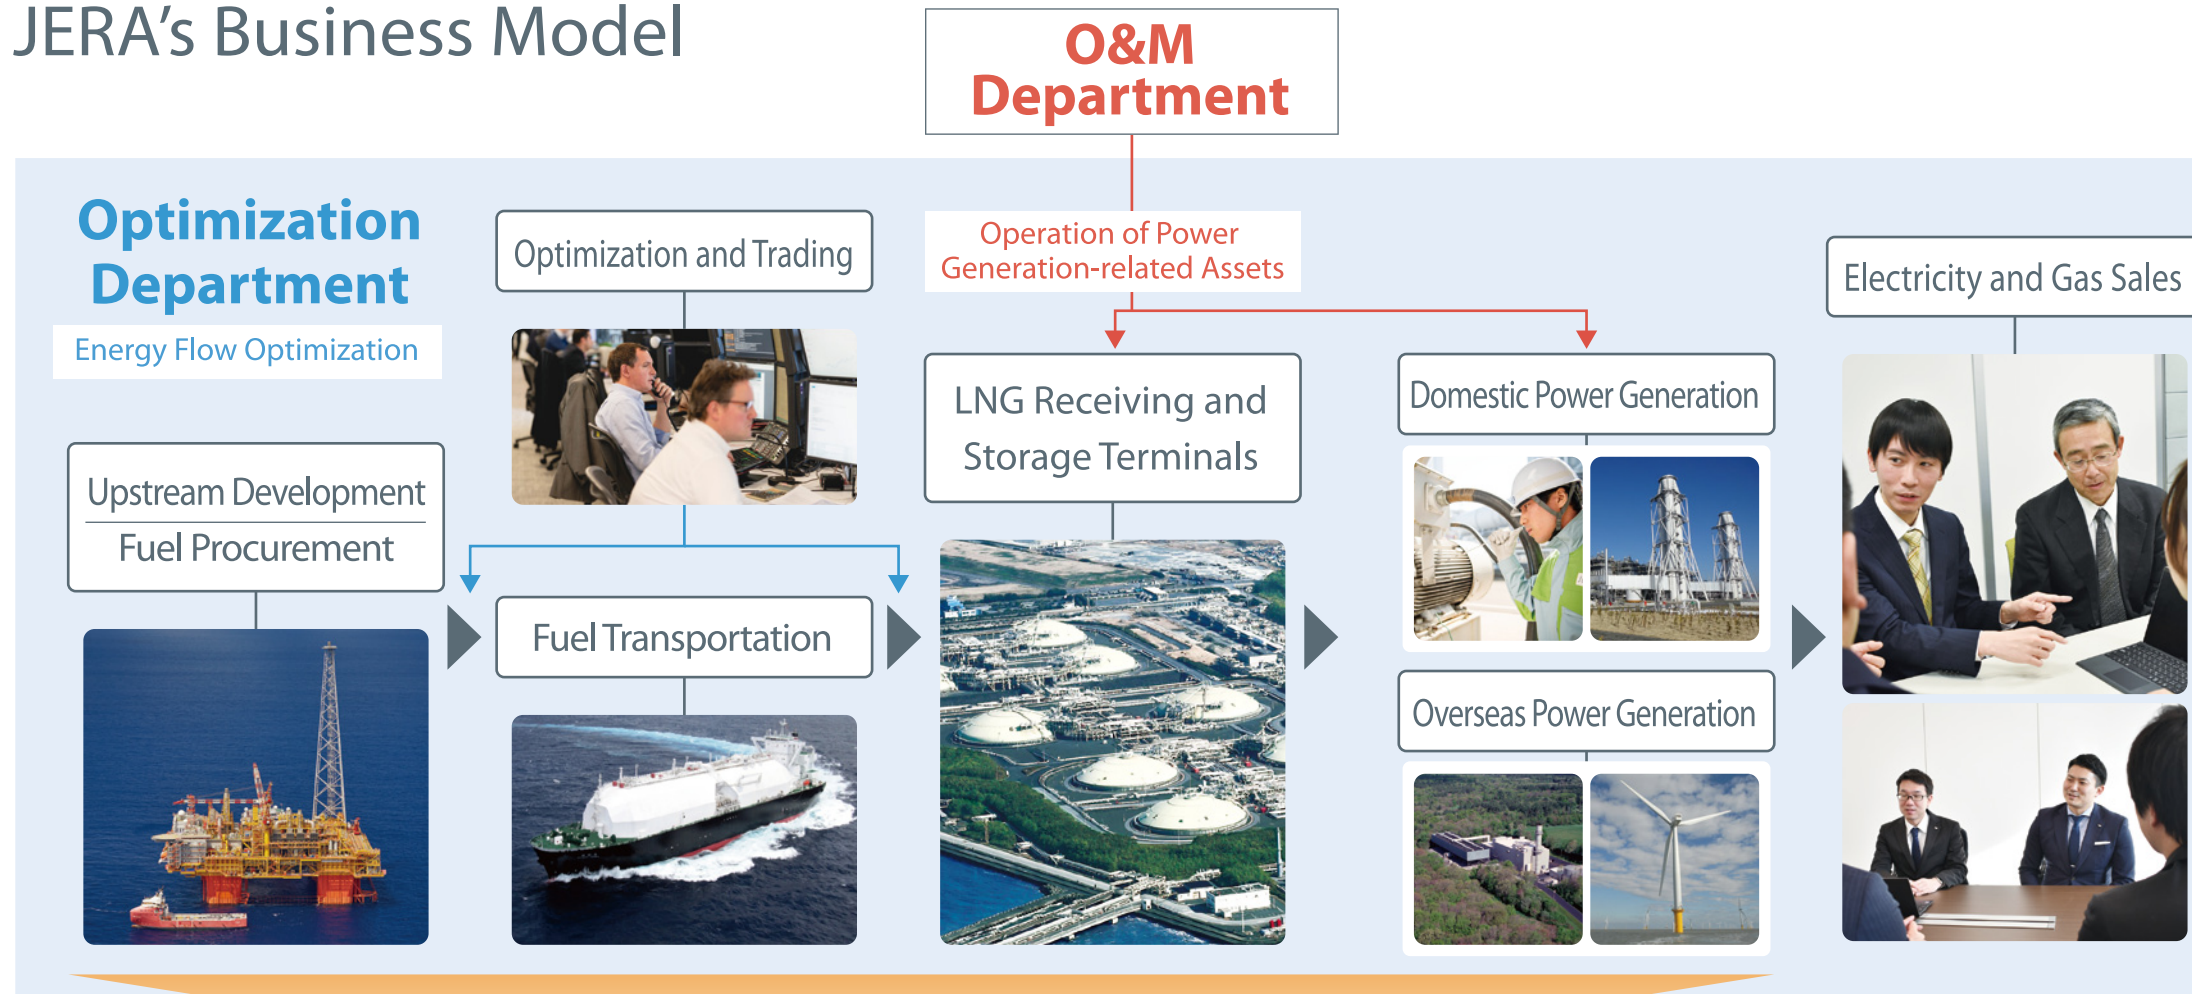 JERA's Business Model
O&M
Department
Optimization
Department
Energy Flow Optimization
Optimization and Trading
Operation of Power
Generation-related Assets
Electricity and Gas Sales
Upstream Development
Fuel Procurement
Fuel Transportation
LNG Receiving and
Storage Terminals
Domestic Power Generation
Overseas Power Generation